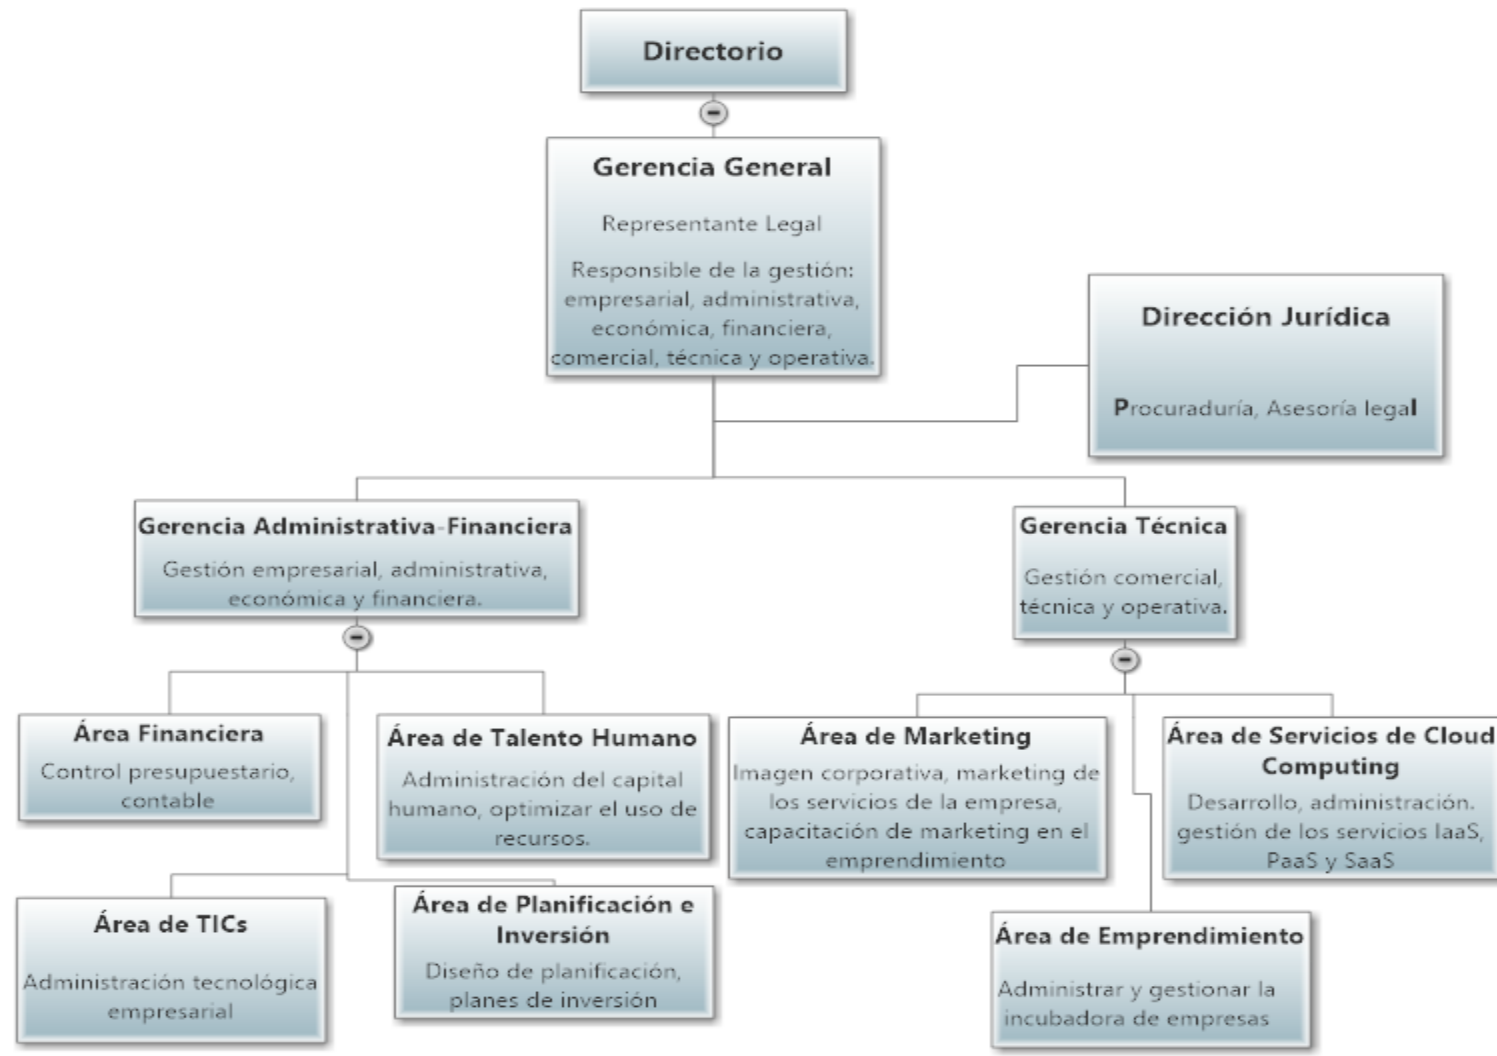 Directorio
Gerencia General
Representante Legal
Responsible de la gestión:
empresarial, administrativa,
económica, financiera,
comercial, técnica y operativa.
Dirección Jurídica
Procuraduría, Asesoría legal
Gerencia Administrativa-Financiera
Gestión empresarial, administrativa,
económica y financiera.
Gerencia Técnica
Gestión comercial,
técnica y operativa.
Área Financiera
Control presupuestario,
contable
Área de Talento Humano
Administración del capital
humano, optimizar el uso de
recursos.
Área de Marketing
Imagen corporativa, marketing de
los servicios de la empresa,
capacitación de marketing en el
emprendimiento
Área de Servicios de Cloud
Computing
Desarrollo, administración.
gestión de los servicios IaaS,
PaaS y SaaS
Área de TICs
Administración tecnológica
empresarial
Área de Planificación e
Inversión
Diseño de planificación,
planes de inversión
Área de Emprendimiento
Administrar y gestionar la
incubadora de empresas